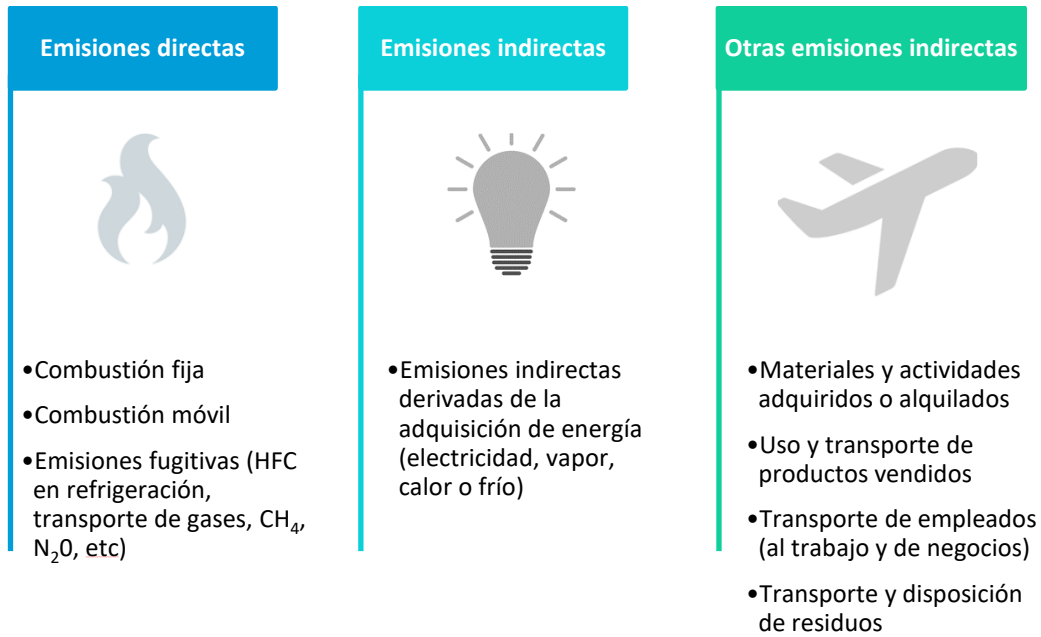 Emisiones directas
•Combustión fija
•Combustión móvil
•Emisiones fugitivas (HFC
en refrigeración,
transporte de gases, CH₄,
N₂0, etc)
Emisiones indirectas
•Emisiones indirectas
derivadas de la
adquisición de energía
(electricidad, vapor,
calor o frío)
Otras emisiones indirectas
•Materiales y actividades
adquiridos o alquilados
•Uso y transporte de
productos vendidos
•Transporte de empleados
(al trabajo y de negocios)
•Transporte y disposición
de residuos